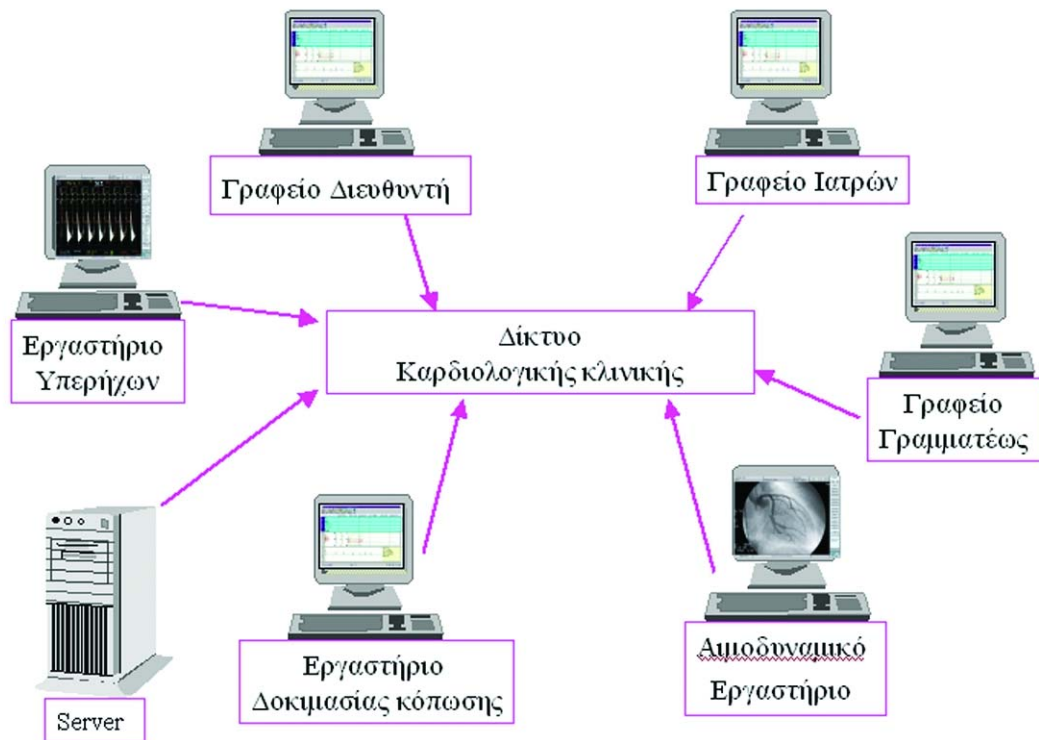 Γραφείο Διευθυντή
Γραφείο Ιατρών
Εργαστήριο
Υπερήχων
Δίκτυο
Καρδιολογικής κλινικής
Γραφείο
Γραμματέως
Server
Εργαστήριο
Δοκιμασίας κόπωσης
Αιμοδυναμικό
Εργαστήριο